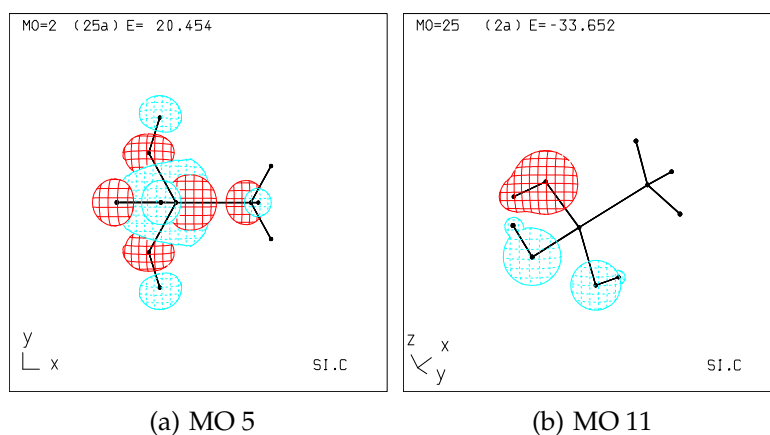 MO=2 (25a) E= 20.454
y
x
SI.C
(a) MO 5
MO=25 (2a) E=-33.652
z
x
y
SI.C
(b) MO 11